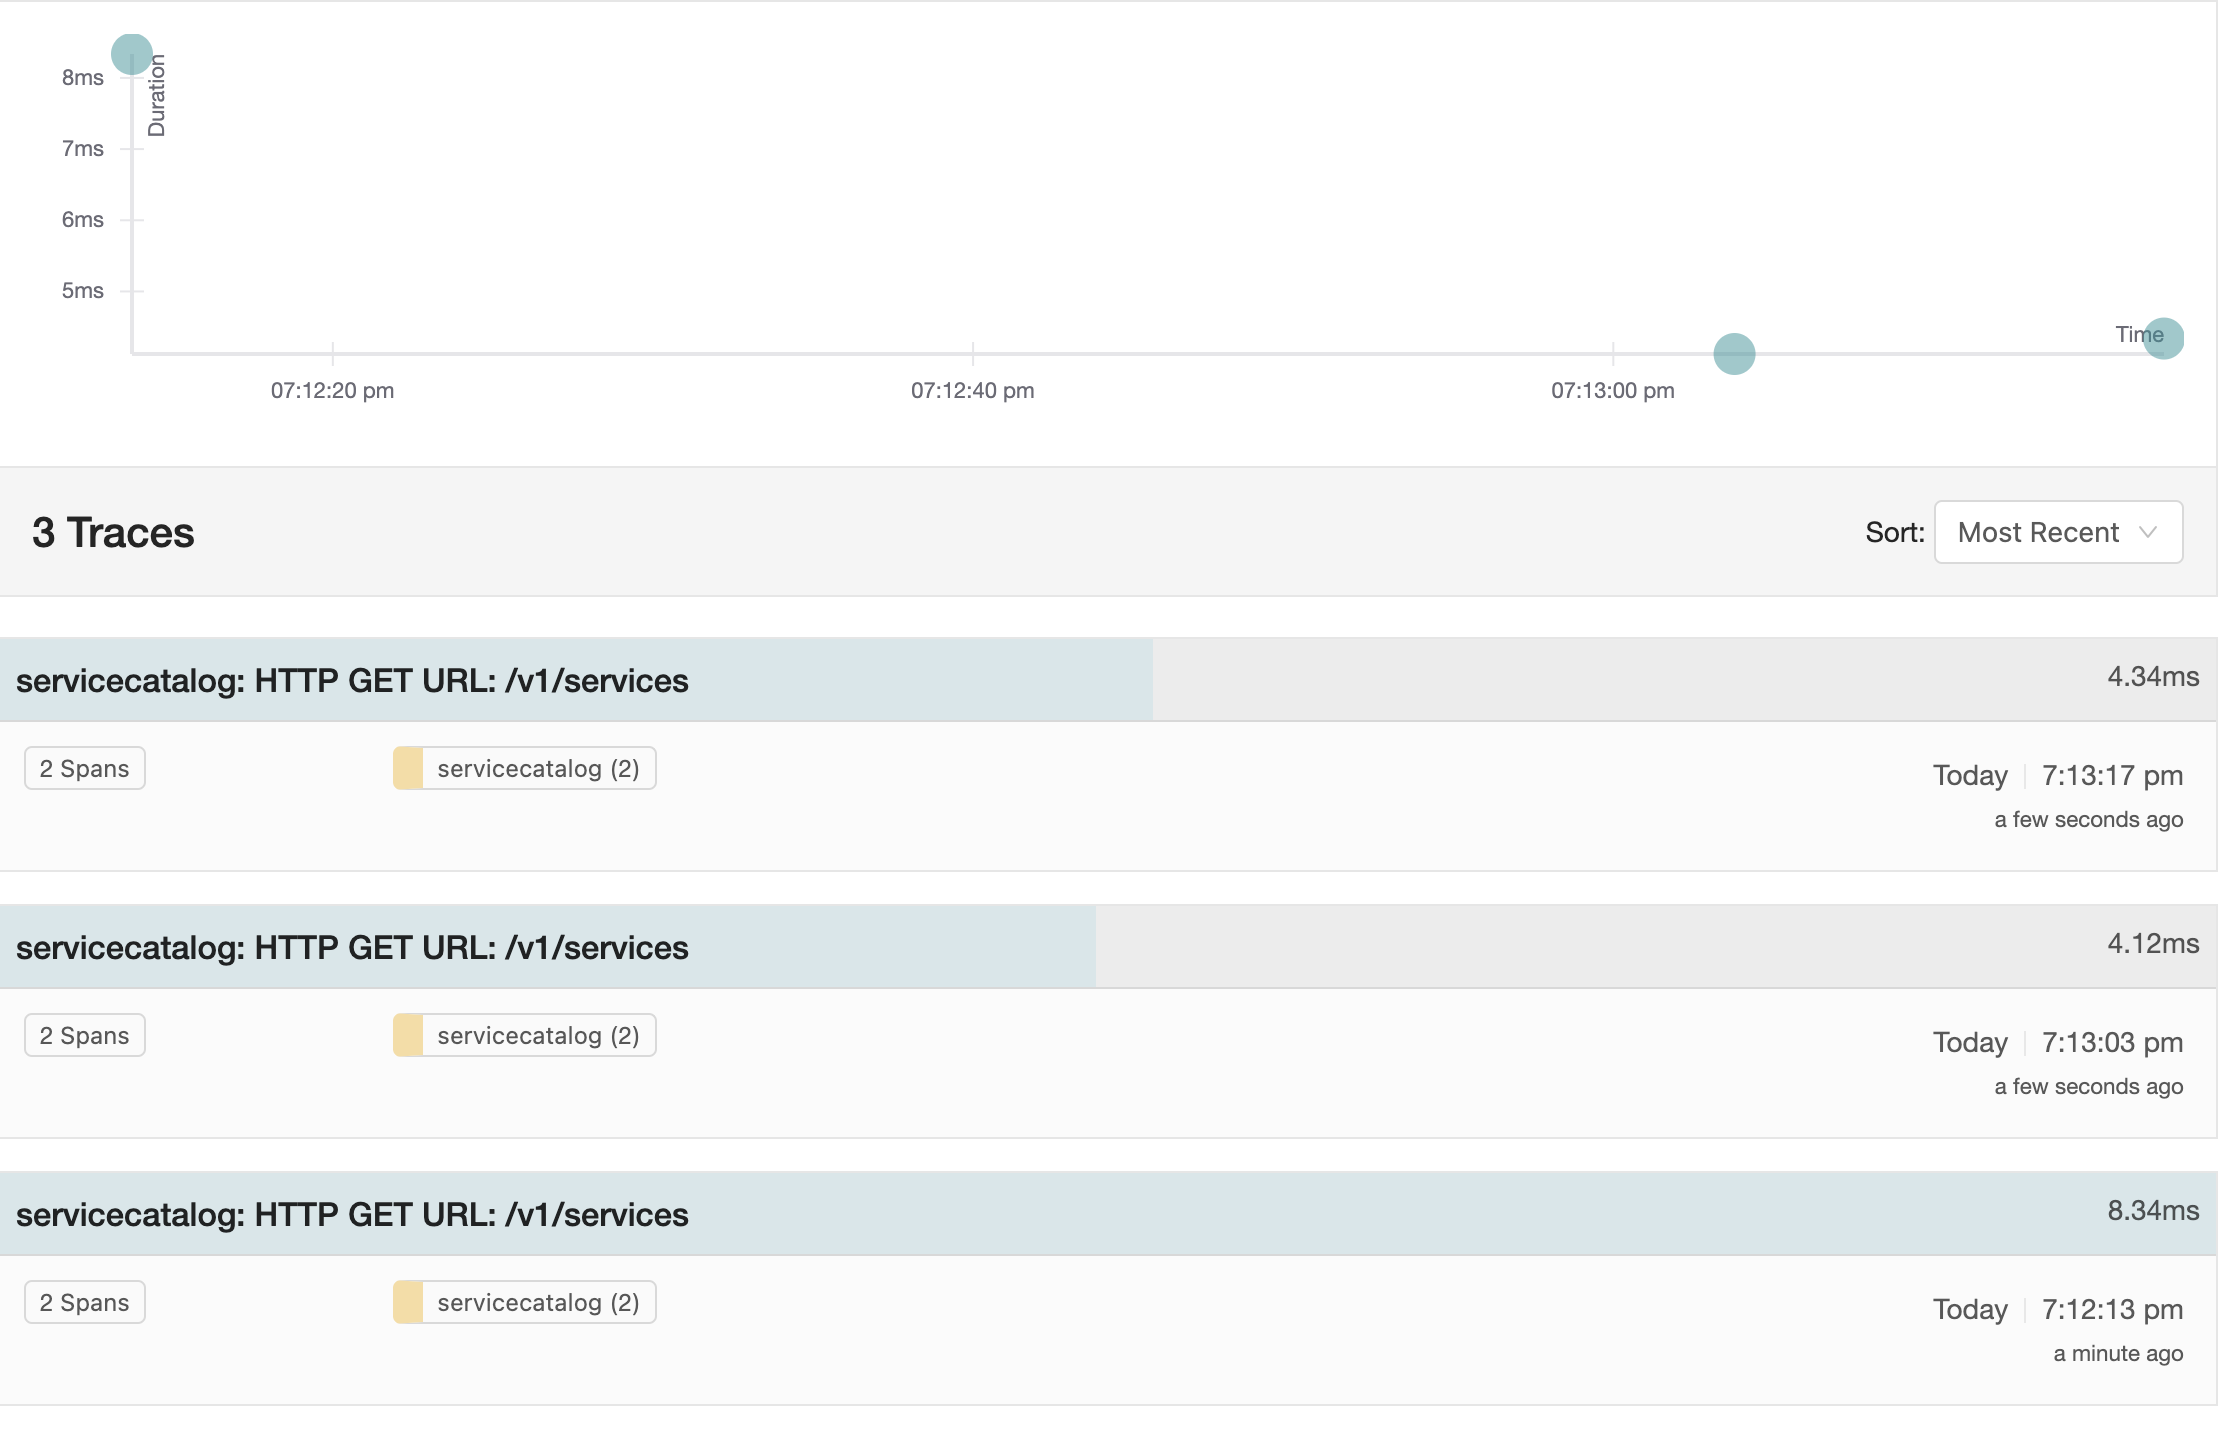 8ms
Duration
7ms
6ms
5ms
Time
07:12:20 pm 07:12:40 pm 07:13:00 pm
3 Traces Sort: Most Recent
servicecatalog: HTTP GET URL: /v1/services 4.34ms
2 Spans servicecatalog (2) Today 7:13:17 pm
a few seconds ago
servicecatalog: HTTP GET URL: /v1/services 4.12ms
2 Spans servicecatalog (2) Today 7:13:03 pm
a few seconds ago
servicecatalog: HTTP GET URL: /v1/services 8.34ms
2 Spans servicecatalog (2) Today 7:12:13 pm
a minute ago